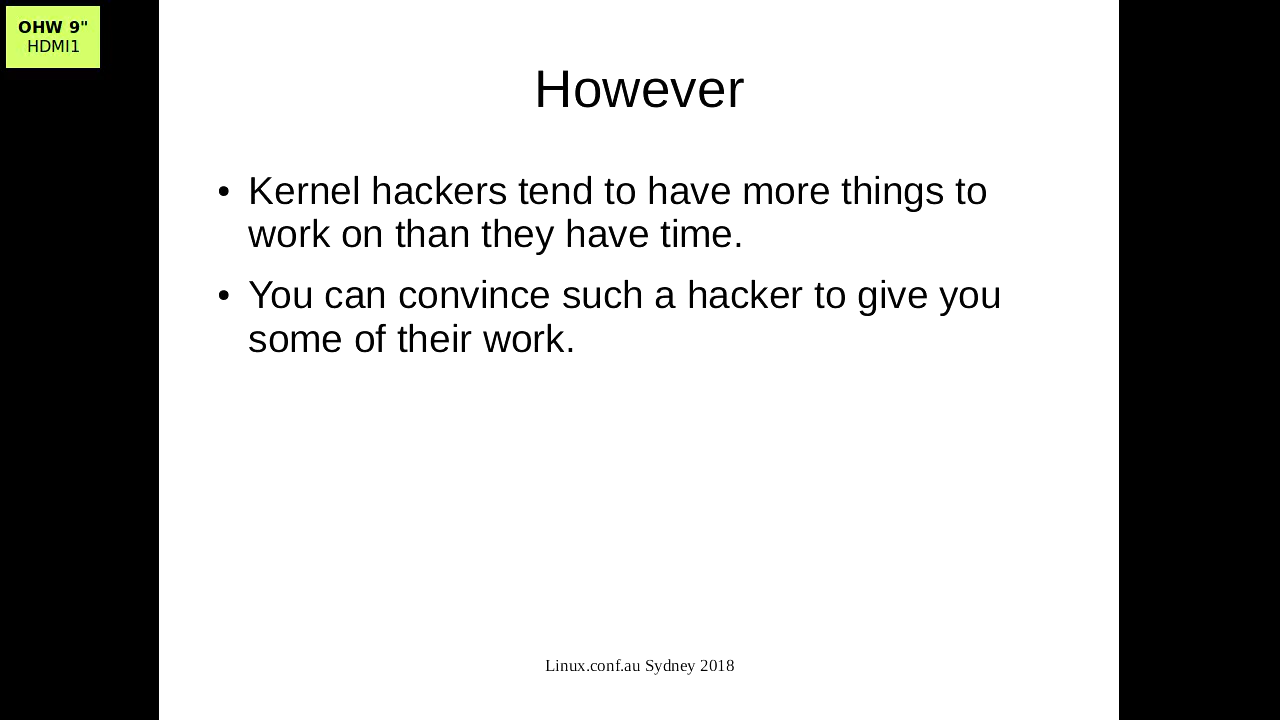 OHW 9"
HDMI1
However
• Kernel hackers tend to have more things to
work on than they have time.
• You can convince such a hacker to give you
some of their work.
Linux.conf.au Sydney 2018